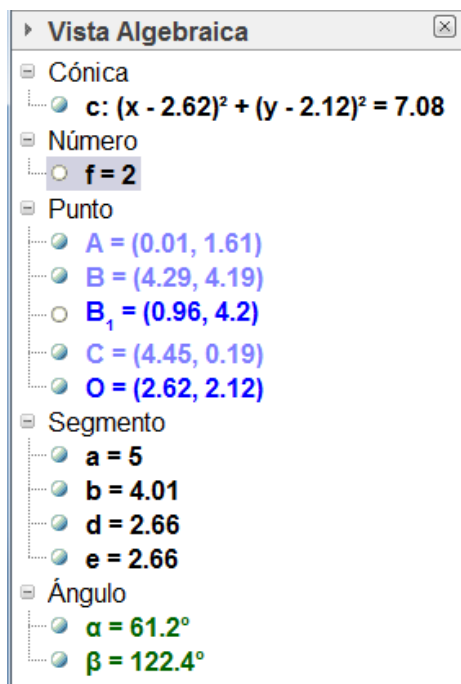 Vista Algebraica
Cónica
c: (x - 2.62)² + (y - 2.12)² = 7.08
Número
f = 2
Punto
A = (0.01, 1.61)
B = (4.29, 4.19)
B₁ = (0.96, 4.2)
C = (4.45, 0.19)
O = (2.62, 2.12)
Segmento
a = 5
b = 4.01
d = 2.66
e = 2.66
Ángulo
α = 61.2°
β = 122.4°